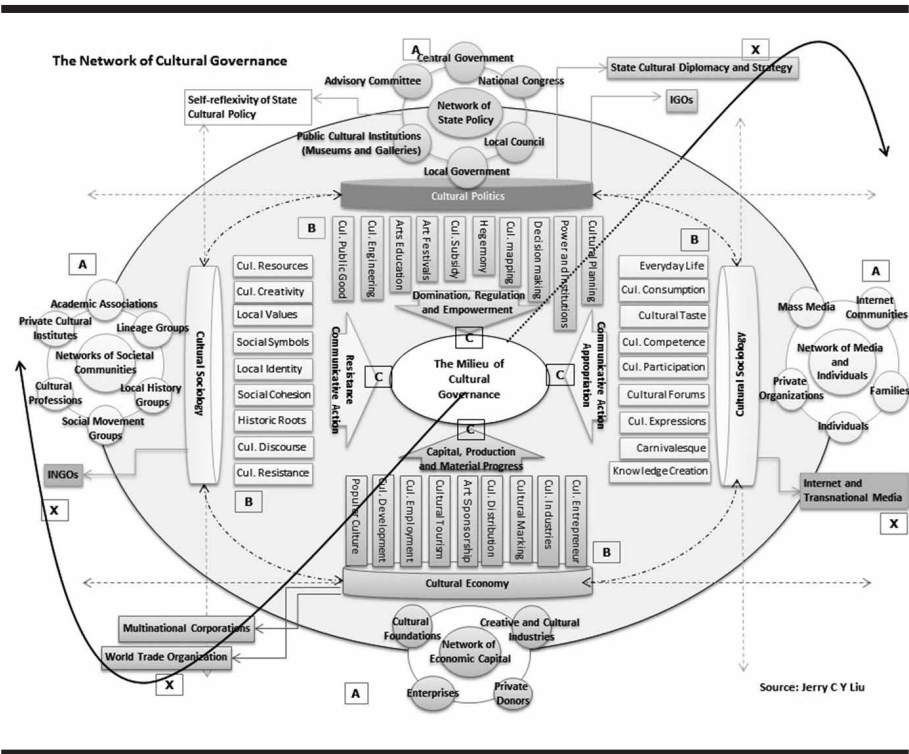 The Network of Cultural Governance
A
Central Government
Advisory Committee
National Congress
Network of
State Policy
Public Cultural Institutions
(Museums and Galleries)
Local Council
Local Government
Self-reflexivity of State
Cultural Policy
X
State Cultural Diplomacy and Strategy
IGOs
Cultural Politics
B
Cul. Public Good
Cul. Engineering
Arts Education
Art Festivals
Cul. Subsidy
Hegemony
Cul. mapping
Decision making
Power and Institutions
Cultural Planning
Domination, Regulation
and Empowerment
C
A
Academic Associations
Private Cultural
Institutes
Lineage Groups
Networks of Societal
Communities
Cultural
Professions
Local History
Groups
Social Movement
Groups
INGOs
X
Cultural Sociology
Cul. Resources
Cul. Creativity
Local Values
Social Symbols
Local Identity
Social Cohesion
Historic Roots
Cul. Discourse
Cul. Resistance
B
Resistance
Communicative Action
C
The Milieu of
Cultural
Governance
C
Communicative Action
Appropriation
B
Everyday Life
Cul. Consumption
Cultural Taste
Cul. Competence
Cul. Participation
Cultural Forums
Cul. Expressions
Carnivalesque
Knowledge Creation
Cultural Sociology
A
Mass Media
Internet
Communities
Network of Media
and
Individuals
Private
Organizations
Families
Individuals
Internet and
Transnational Media
X
C
Capital, Production
and Material Progress
Popular Culture
Cul. Development
Cul. Employment
Cultural Tourism
Art Sponsorship
Cul. Distribution
Cultural Marking
Cul. Industries
Cul. Entrepreneur
B
Cultural Economy
Multinational Corporations
World Trade Organization
X
A
Cultural
Foundations
Creative and Cultural
Industries
Network of
Economic Capital
Enterprises
Private
Donors
Source: Jerry C Y Liu